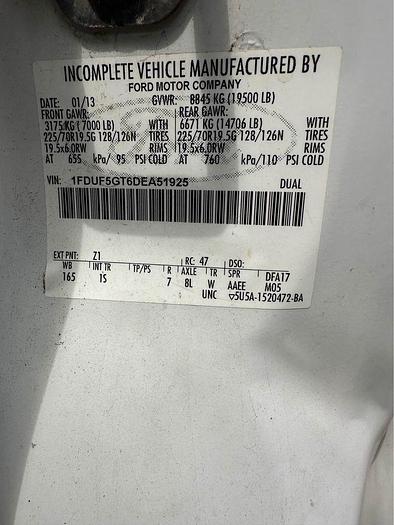 INCOMPLETE VEHICLE MANUFACTURED BY
FORD MOTOR COMPANY
DATE: 01/13 GVWR: 8845 KG (19500 LB)
FRONT GAWR: REAR GAWR:
3175 KG (7000 LB) WITH 6671 KG (14706 LB) WITH
225/70R19.5G 128/126N TIRES 225/70R19.5G 128/126N TIRES
19.5x6.0RW RIMS 19.5x6.0RW RIMS
AT 655 kPa/ 95 PSI COLD AT 760 kPa/110 PSI COLD
VIN: 1FDUF5GT6DEA51925 DUAL
EXT PNT: Z1 RC: 47 DSO:
WB INT TR TP/PS R AXLE TR SPR DFA17
165 1S 7 8L W AAEE M05
UNC ▽5U5A-1520472-BA